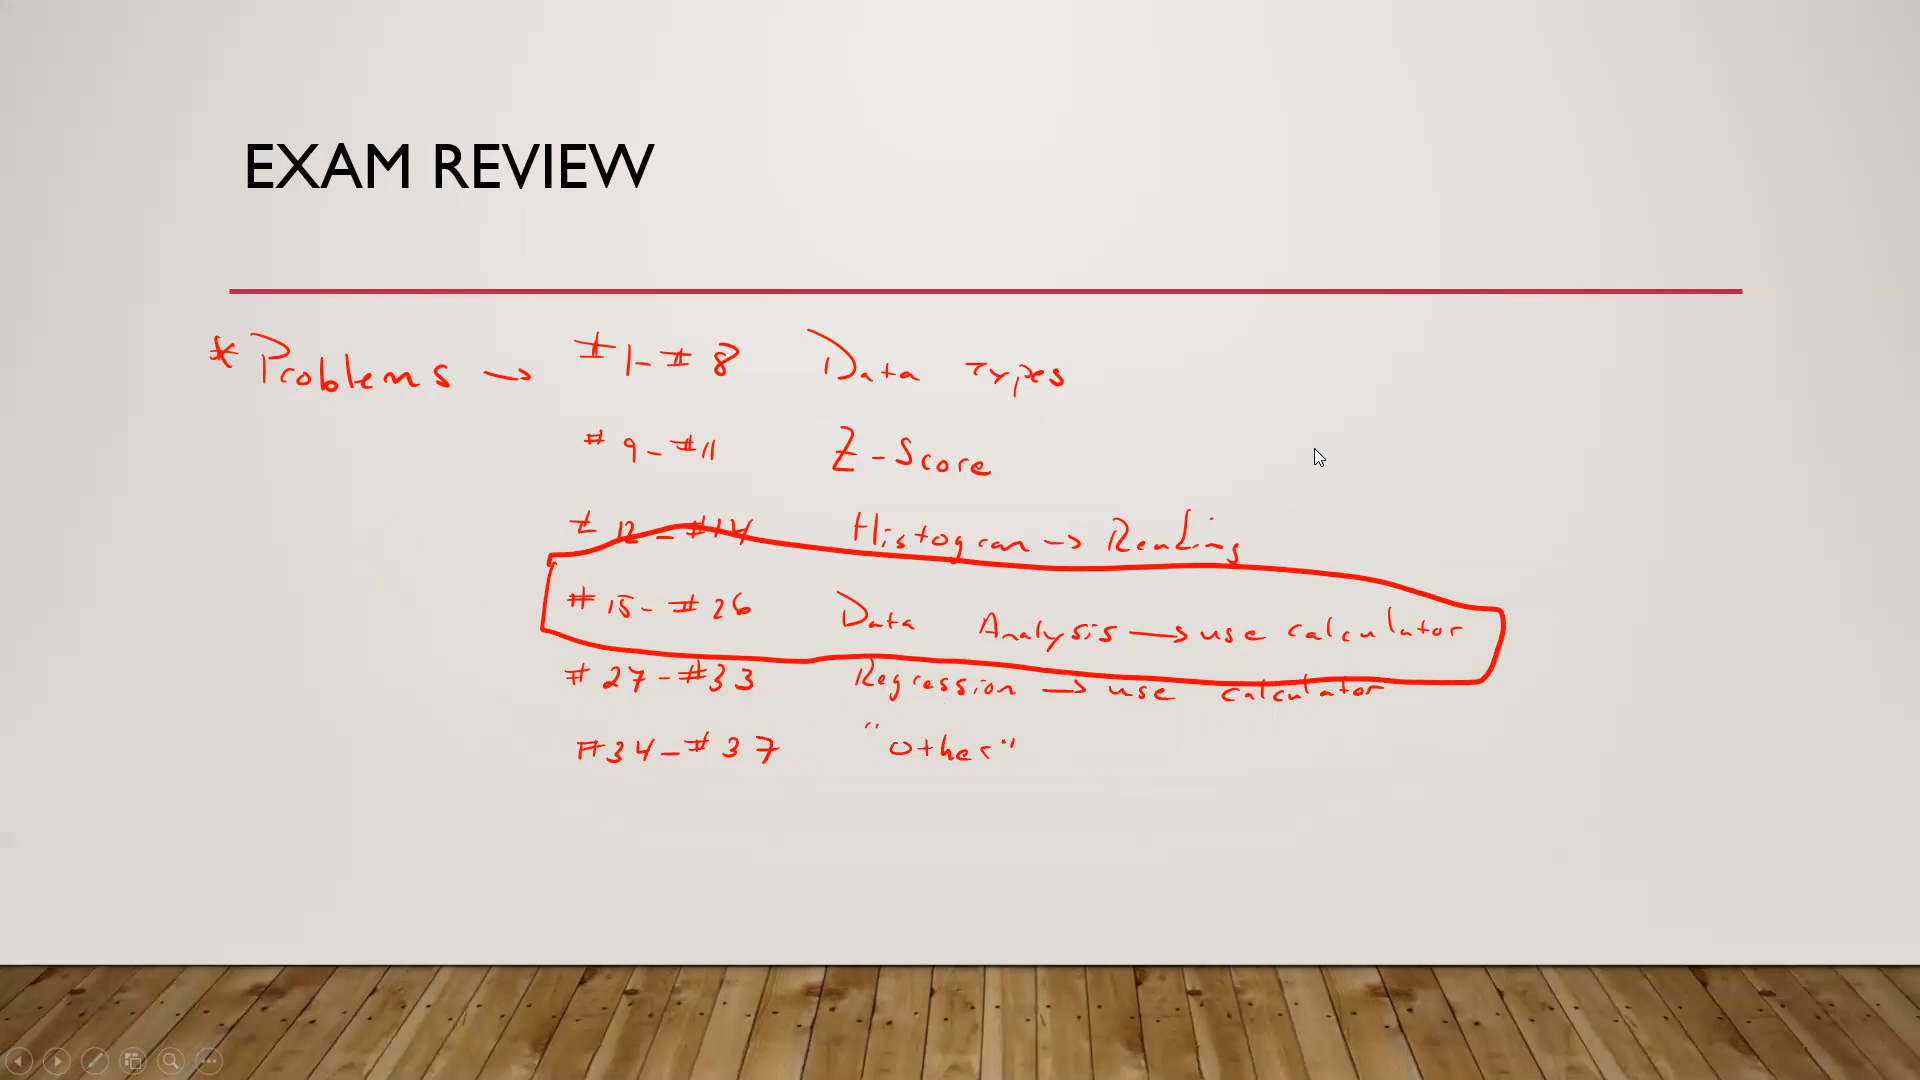 EXAM REVIEW
* Problems → #1-#8 Data Types
#9-#11 Z-Score
#12-#14 Histogram → Reading
#15-#26 Data Analysis → use calculator
#27-#33 Regression → use calculator
#34-#37 "other"